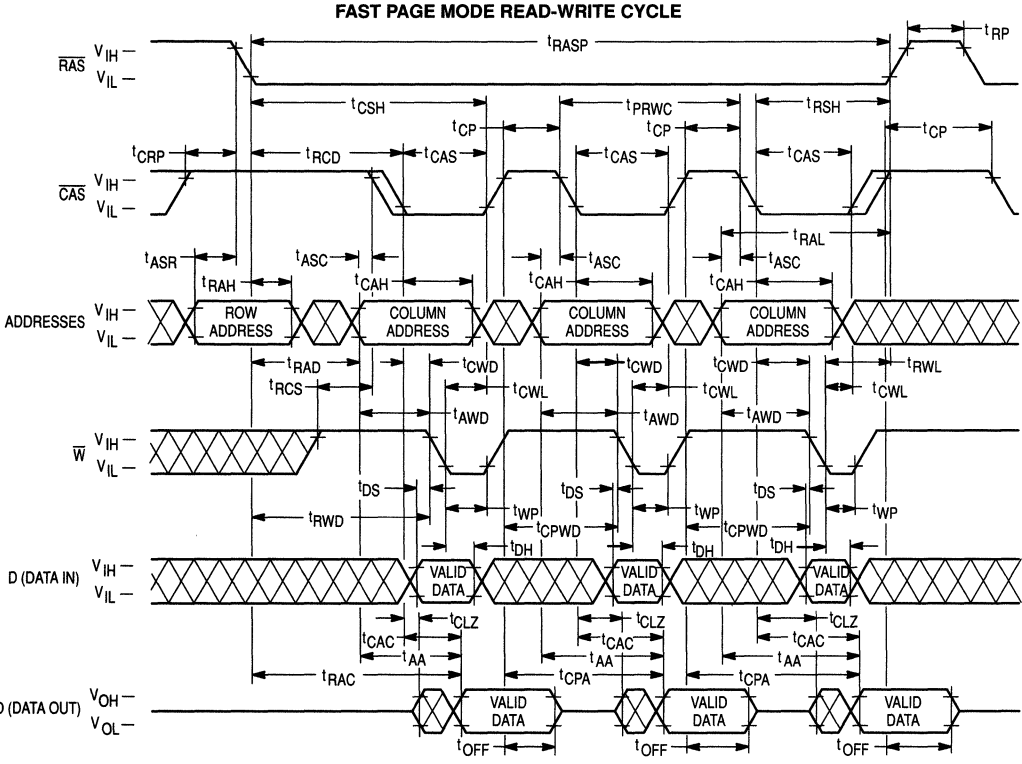 FAST PAGE MODE READ-WRITE CYCLE
RAS
VIH
VIL
tRASP
tRP
tCSH
tPRWC
tRSH
tCP
tCP
tCP
tCRP
tRCD
tCAS
tCAS
tCAS
CAS
VIH
VIL
tRAL
tASR
tASC
tASC
tASC
tRAH
tCAH
tCAH
tCAH
ADDRESSES
VIH
VIL
ROW ADDRESS
COLUMN ADDRESS
COLUMN ADDRESS
COLUMN ADDRESS
tRAD
tCWD
tCWD
tCWD
tRWL
tRCS
tCWL
tCWL
tCWL
tAWD
tAWD
tAWD
W
VIH
VIL
tDS
tDS
tDS
tRWD
tWP
tCPWD
tWP
tCPWD
tWP
tDH
tDH
tDH
D (DATA IN)
VIH
VIL
VALID DATA
VALID DATA
VALID DATA
tCLZ
tCLZ
tCLZ
tCAC
tCAC
tCAC
tAA
tAA
tAA
tRAC
tCPA
tCPA
(DATA OUT)
VOH
VOL
VALID DATA
VALID DATA
VALID DATA
tOFF
tOFF
tOFF